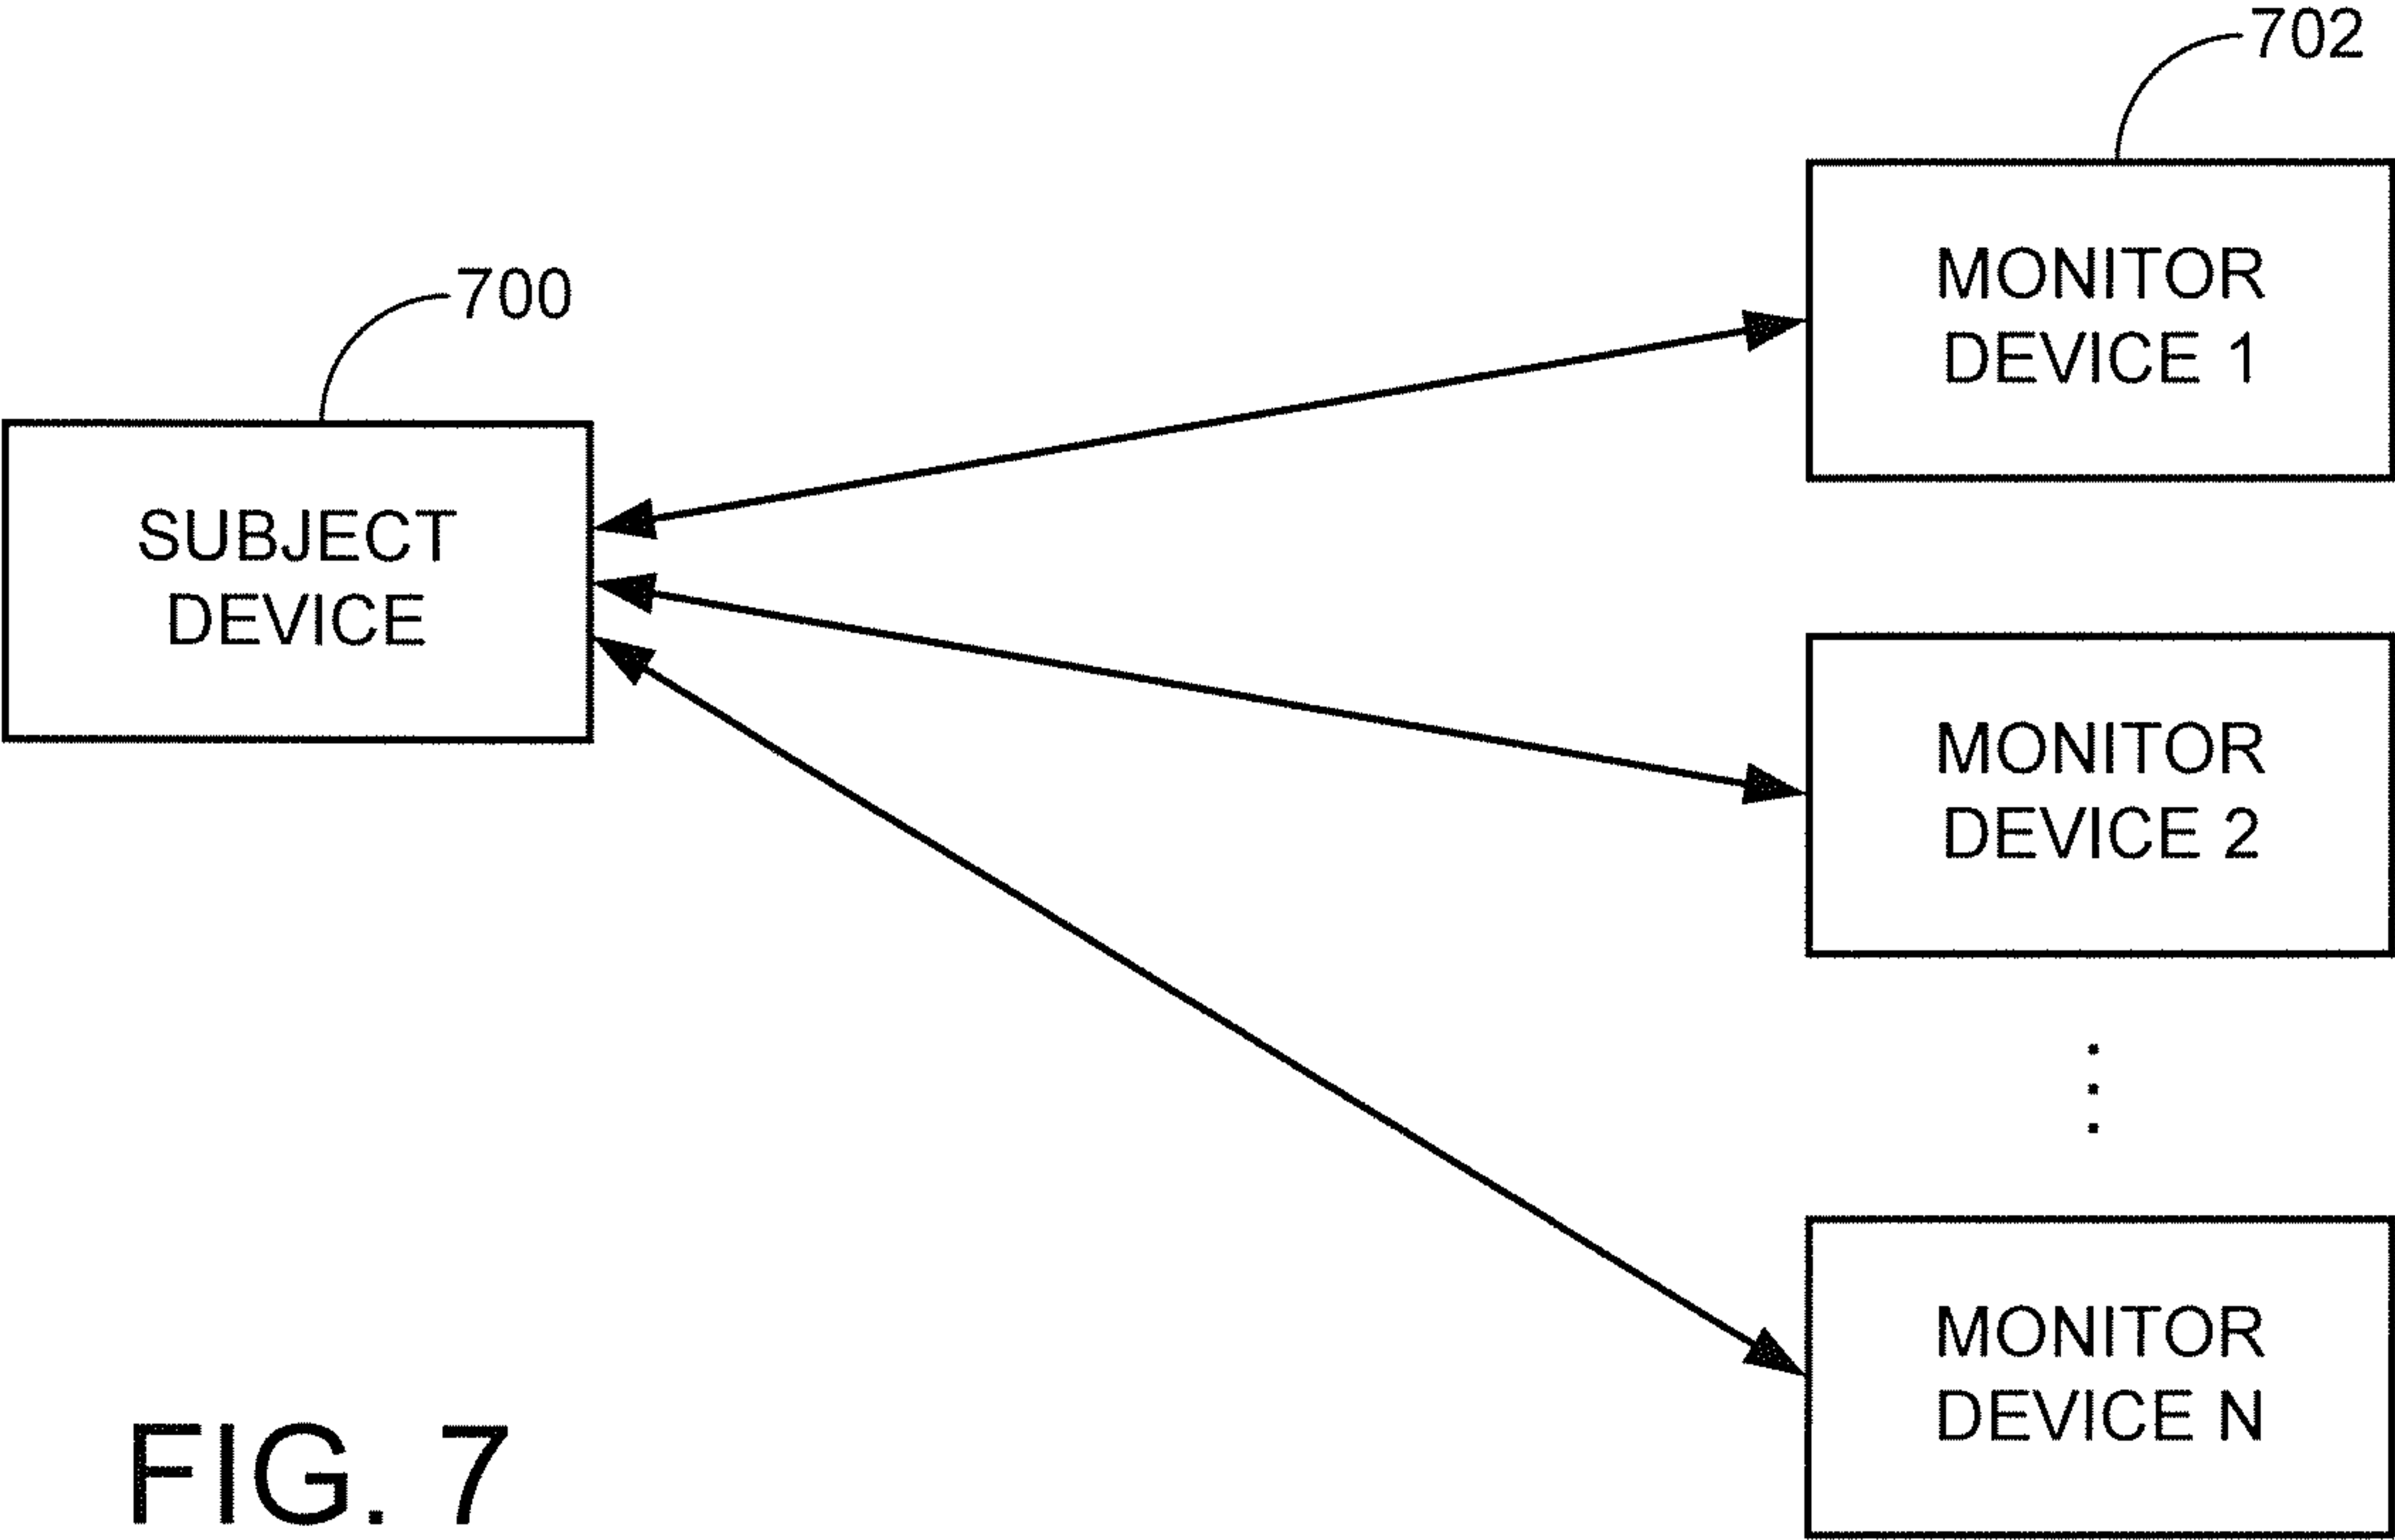 702
MONITOR
DEVICE 1
700
SUBJECT
DEVICE
MONITOR
DEVICE 2
MONITOR
DEVICE N
FIG. 7